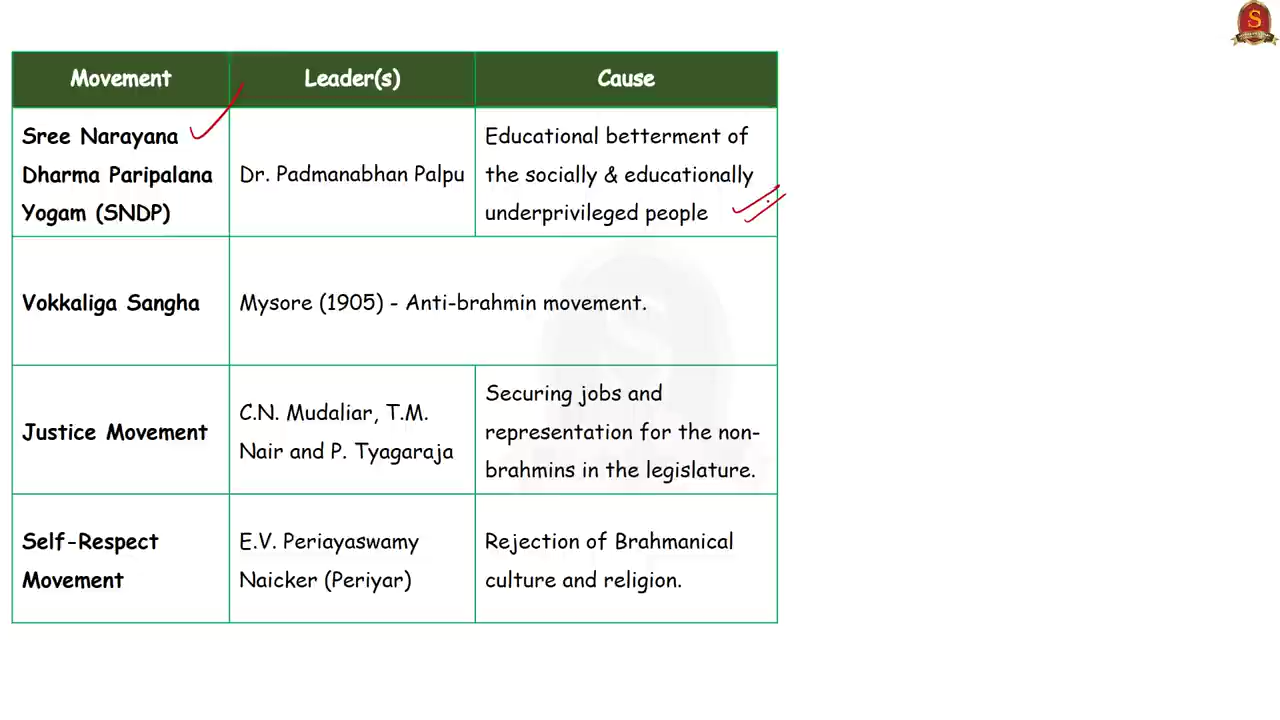 Movement Leader(s) Cause
Sree Narayana
Dharma Paripalana
Yogam (SNDP)
Dr. Padmanabhan Palpu
Educational betterment of
the socially & educationally
underprivileged people
Vokkaliga Sangha
Mysore (1905) - Anti-brahmin movement.
Justice Movement
C.N. Mudaliar, T.M.
Nair and P. Tyagaraja
Securing jobs and
representation for the non-
brahmins in the legislature.
Self-Respect
Movement
E.V. Periayaswamy
Naicker (Periyar)
Rejection of Brahmanical
culture and religion.
S